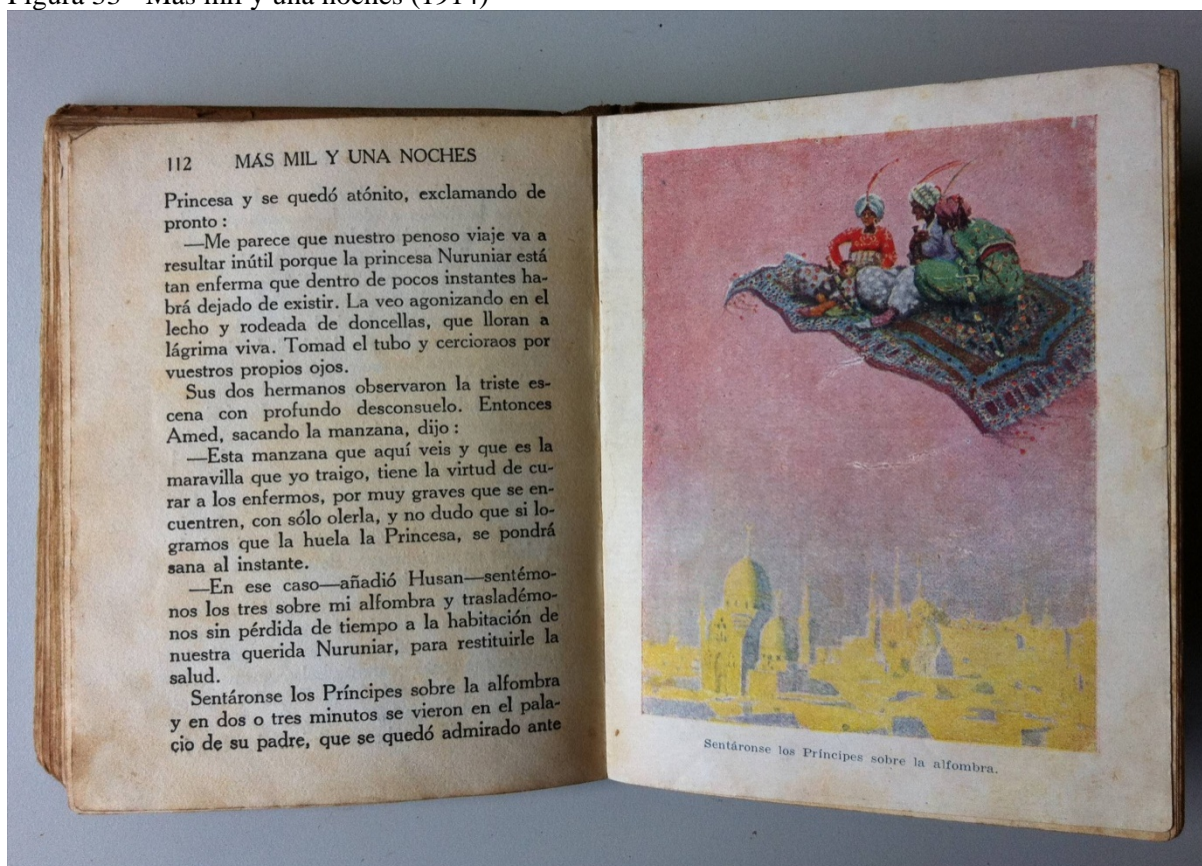 Figura 33 - Más mil y una noches (1914)
112 MÁS MIL Y UNA NOCHES
Princesa y se quedó atónito, exclamando de
pronto :
—Me parece que nuestro penoso viaje va a
resultar inútil porque la princesa Nuruniar está
tan enferma que dentro de pocos instantes ha-
brá dejado de existir. La veo agonizando en el
lecho y rodeada de doncellas, que lloran a
lágrima viva. Tomad el tubo y cercioraos por
vuestros propios ojos.
Sus dos hermanos observaron la triste es-
cena con profundo desconsuelo. Entonces
Amed, sacando la manzana, dijo :
—Esta manzana que aquí veis y que es la
maravilla que yo traigo, tiene la virtud de cu-
rar a los enfermos, por muy graves que se en-
cuentren, con sólo olerla, y no dudo que si lo-
gramos que la huela la Princesa, se pondrá
sana al instante.
—En ese caso—añadió Husan—sentémo-
nos los tres sobre mi alfombra y traslademó-
nos sin pérdida de tiempo a la habitación de
nuestra querida Nuruniar, para restituirle la
salud.
Sentáronse los Príncipes sobre la alfombra
y en dos o tres minutos se vieron en el pala-
cio de su padre, que se quedó admirado ante
Sentáronse los Príncipes sobre la alfombra.